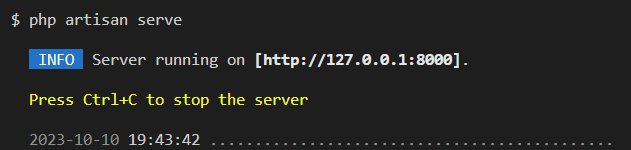 $ php artisan serve
INFO Server running on [http://127.0.0.1:8000].
Press Ctrl+C to stop the server
2023-10-10 19:43:42 .............................................